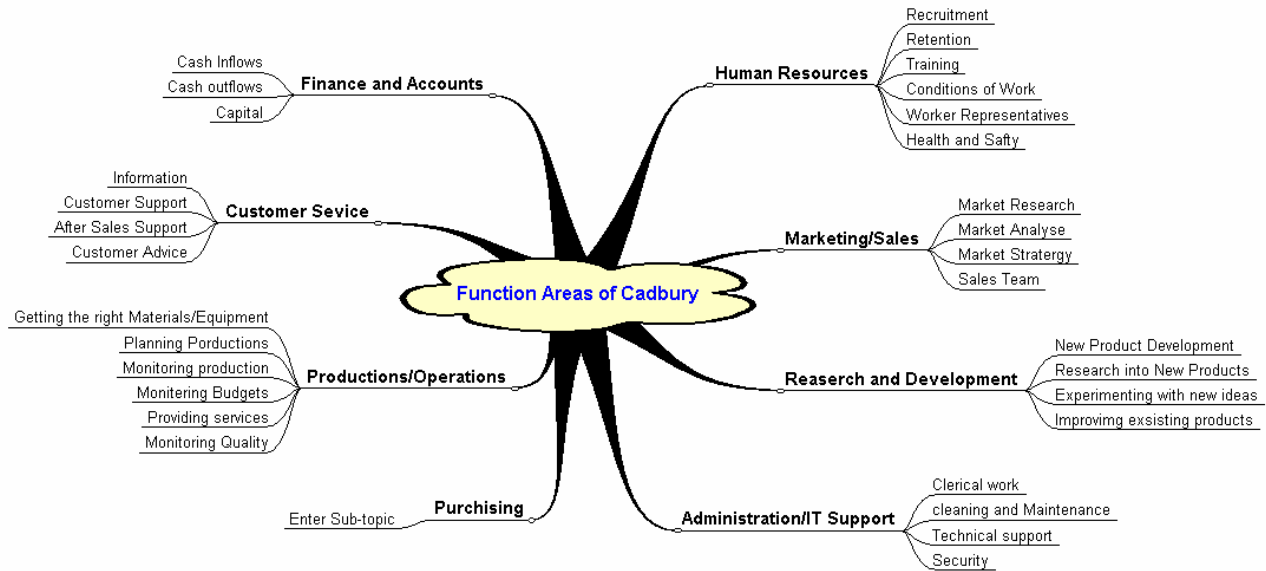 Function Areas of Cadbury
Finance and Accounts
Cash Inflows
Cash outflows
Capital
Customer Sevice
Information
Customer Support
After Sales Support
Customer Advice
Productions/Operations
Getting the right Materials/Equipment
Planning Porductions
Monitoring production
Monitering Budgets
Providing services
Monitoring Quality
Purchising
Enter Sub-topic
Human Resources
Recruitment
Retention
Training
Conditions of Work
Worker Representatives
Health and Safty
Marketing/Sales
Market Research
Market Analyse
Market Stratergy
Sales Team
Reaserch and Development
New Product Development
Research into New Products
Experimenting with new ideas
Improvimg exsisting products
Administration/IT Support
Clerical work
cleaning and Maintenance
Technical support
Security